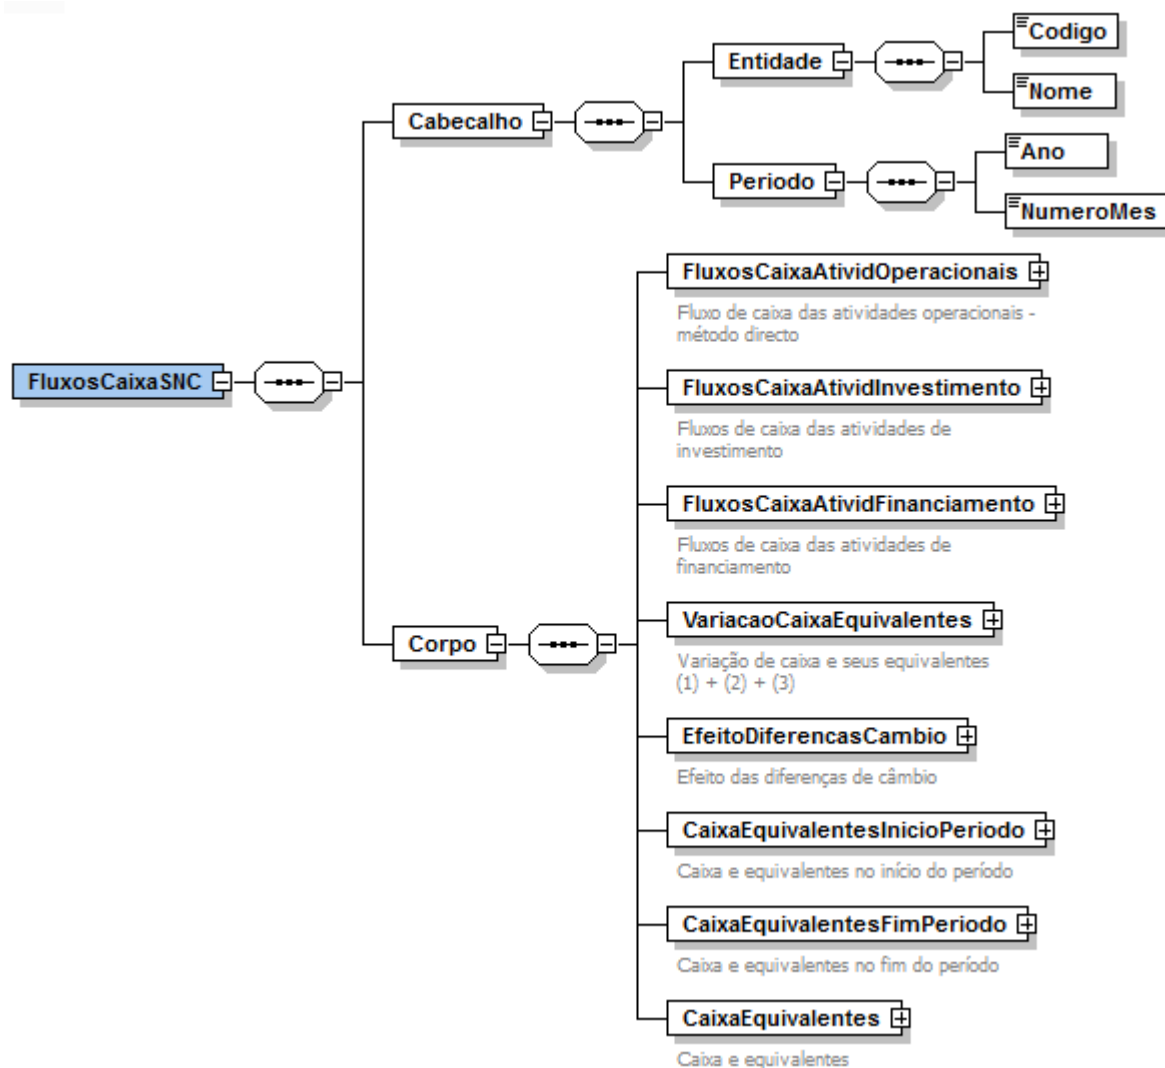 Codigo
Entidade
Nome
Cabecalho
Ano
Periodo
NumeroMes
FluxosCaixaAtividOperacionais
Fluxo de caixa das atividades operacionais -
método directo
FluxosCaixaSNC
FluxosCaixaAtividInvestimento
Fluxos de caixa das atividades de
investimento
FluxosCaixaAtividFinanciamento
Fluxos de caixa das atividades de
financiamento
Corpo
VariacaoCaixaEquivalentes
Variação de caixa e seus equivalentes
(1) + (2) + (3)
EfeitoDiferencasCambio
Efeito das diferenças de câmbio
CaixaEquivalentesInicioPeriodo
Caixa e equivalentes no início do período
CaixaEquivalentesFimPeriodo
Caixa e equivalentes no fim do período
CaixaEquivalentes
Caixa e equivalentes